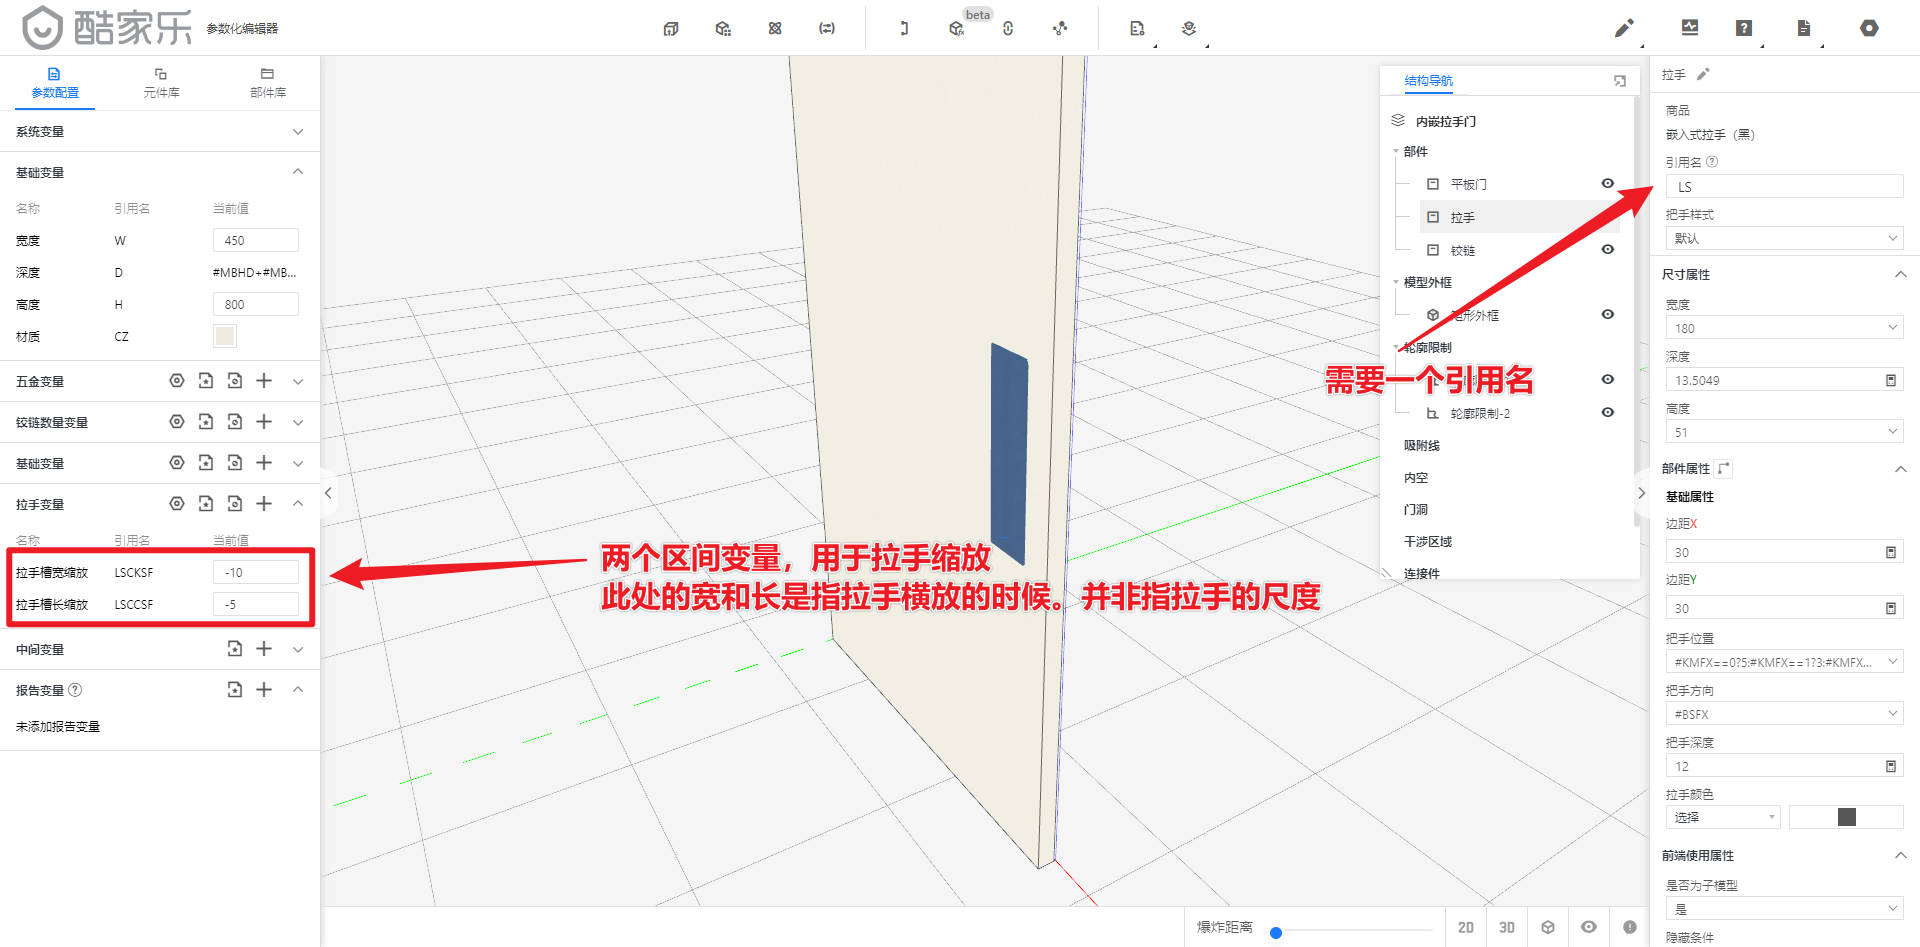 酷家乐 参数化编辑器
beta
参数配置
元件库
部件库
系统变量
基础变量
名称 引用名 当前值
宽度 W 450
深度 D #MBHD+#MB...
高度 H 800
材质 CZ
五金变量
铰链数量变量
基础变量
拉手变量
名称 引用名 当前值
拉手槽宽缩放 LSCKSF -10
拉手槽长缩放 LSCCSF -5
中间变量
报告变量
未添加报告变量
两个区间变量，用于拉手缩放
此处的宽和长是指拉手横放的时候。并非指拉手的尺度
结构导航
内嵌拉手门
部件
平板门
拉手
铰链
模型外框
矩形外框
轮廓限制
需要一个引用名
轮廓限制-2
吸附线
内空
门洞
干涉区域
连接件
拉手
商品
嵌入式拉手（黑）
引用名
LS
把手样式
默认
尺寸属性
宽度
180
深度
13.5049
高度
51
部件属性
基础属性
边距X
30
边距Y
30
把手位置
#KMFX==0?5:#KMFX==1?3:#KMFX...
把手方向
#BSFX
把手深度
12
拉手颜色
选择
前端使用属性
是否为子模型
是
隐藏条件
爆炸距离
2D
3D